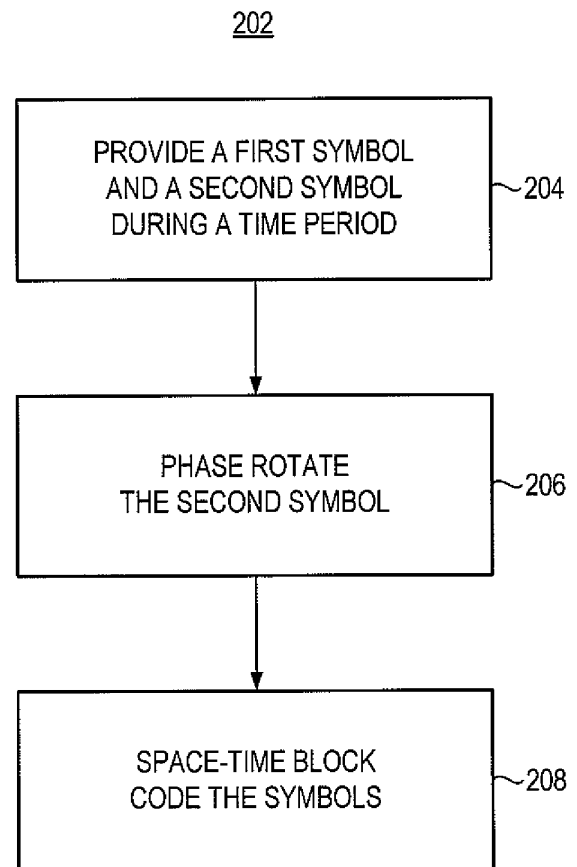 202
PROVIDE A FIRST SYMBOL
AND A SECOND SYMBOL
DURING A TIME PERIOD
204
PHASE ROTATE
THE SECOND SYMBOL
206
SPACE-TIME BLOCK
CODE THE SYMBOLS
208